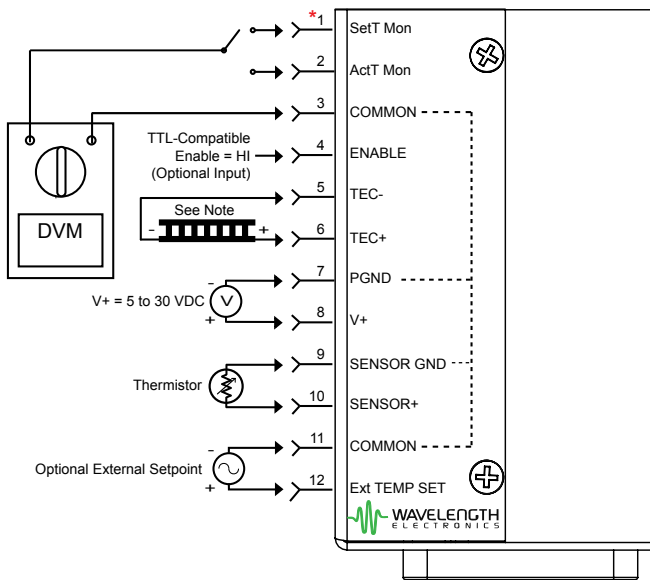 *1 SetT Mon
2 ActT Mon
3 COMMON
TTL-Compatible
Enable = HI
(Optional Input)
4 ENABLE
5 TEC-
See Note
- +
6 TEC+
DVM
7 PGND
-
V+ = 5 to 30 VDC
V
+
8 V+
9 SENSOR GND
Thermistor
10 SENSOR+
11 COMMON
-
Optional External Setpoint
+
12 Ext TEMP SET
WAVELENGTH
ELECTRONICS